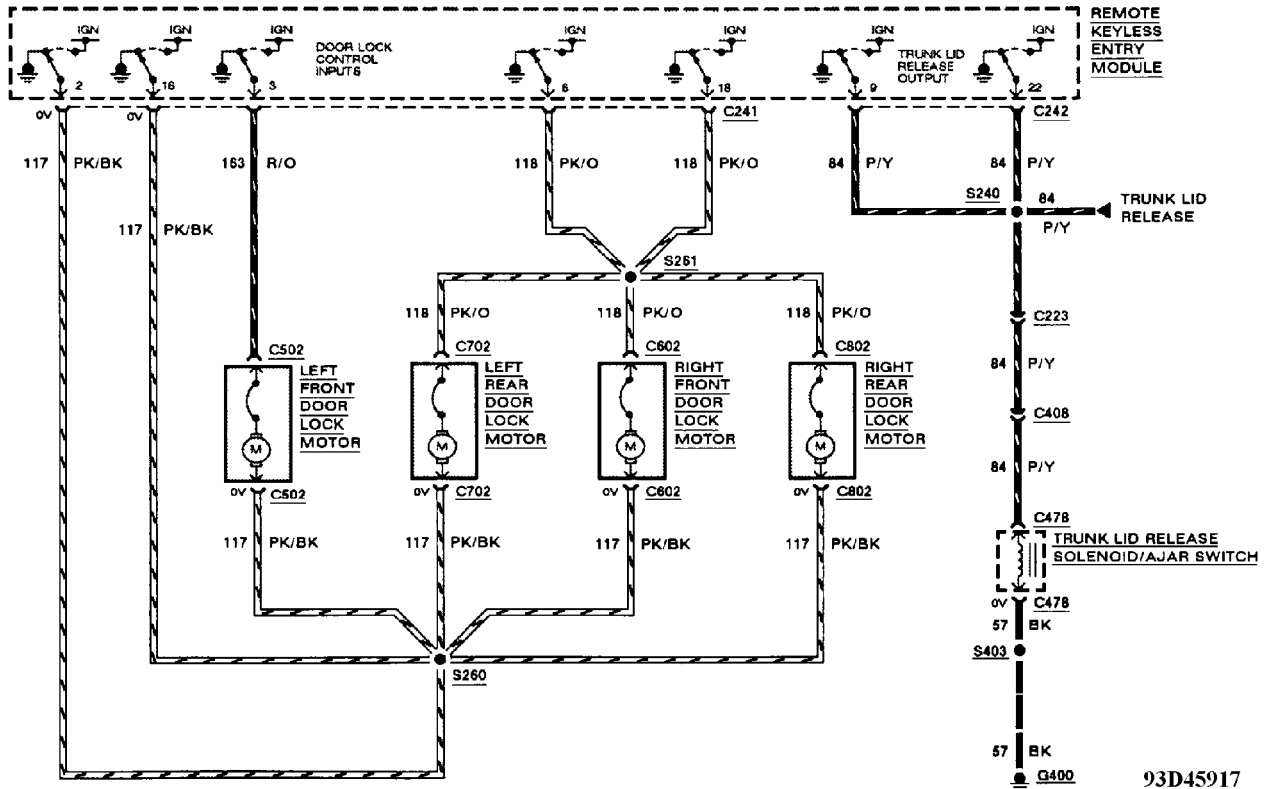 IGN IGN IGN IGN IGN IGN IGN
REMOTE
KEYLESS
ENTRY
MODULE
DOOR LOCK
CONTROL
INPUTS
TRUNK LID
RELEASE
OUTPUT
2 16 3 6 18 9 22
0V 0V C241 C242
117 PK/BK 163 R/O 118 PK/O 118 PK/O 84 P/Y 84 P/Y
S240 84 TRUNK LID
RELEASE
P/Y
117 PK/BK
S261
118 PK/O 118 PK/O 118 PK/O
C223
C502 C702 C602 C802
LEFT
FRONT
DOOR
LOCK
MOTOR
LEFT
REAR
DOOR
LOCK
MOTOR
RIGHT
FRONT
DOOR
LOCK
MOTOR
RIGHT
REAR
DOOR
LOCK
MOTOR
84 P/Y
C408
M M M M
84 P/Y
0V C502 0V C702 0V C602 0V C802
C478
117 PK/BK 117 PK/BK 117 PK/BK 117 PK/BK
TRUNK LID RELEASE
SOLENOID/AJAR SWITCH
0V C478
57 BK
S403
S260
57 BK
G400
93D45917